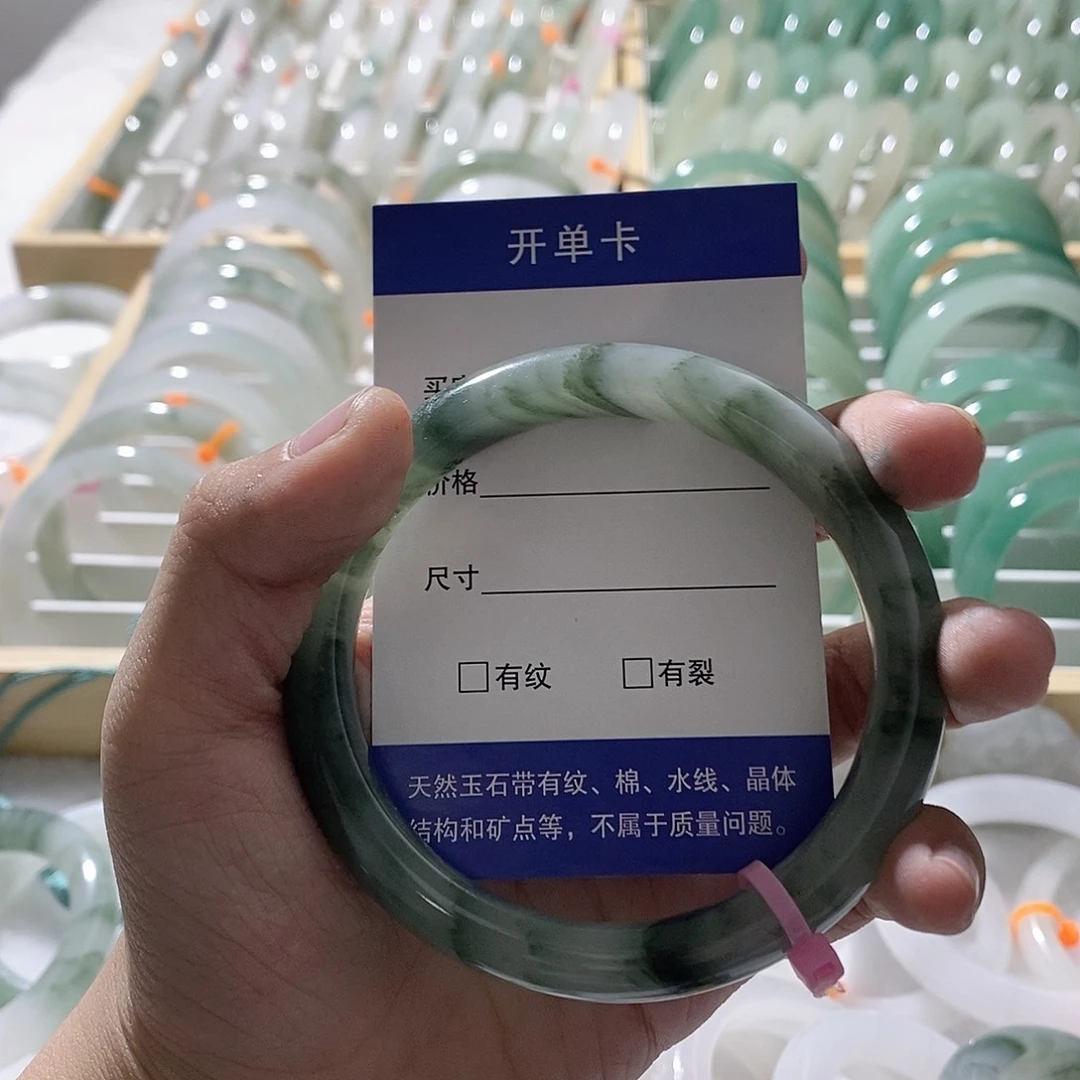 开单卡
买
价格
尺寸
□有纹 □有裂
天然玉石带有纹、棉、水线、晶体
结构和矿点等，不属于质量问题。